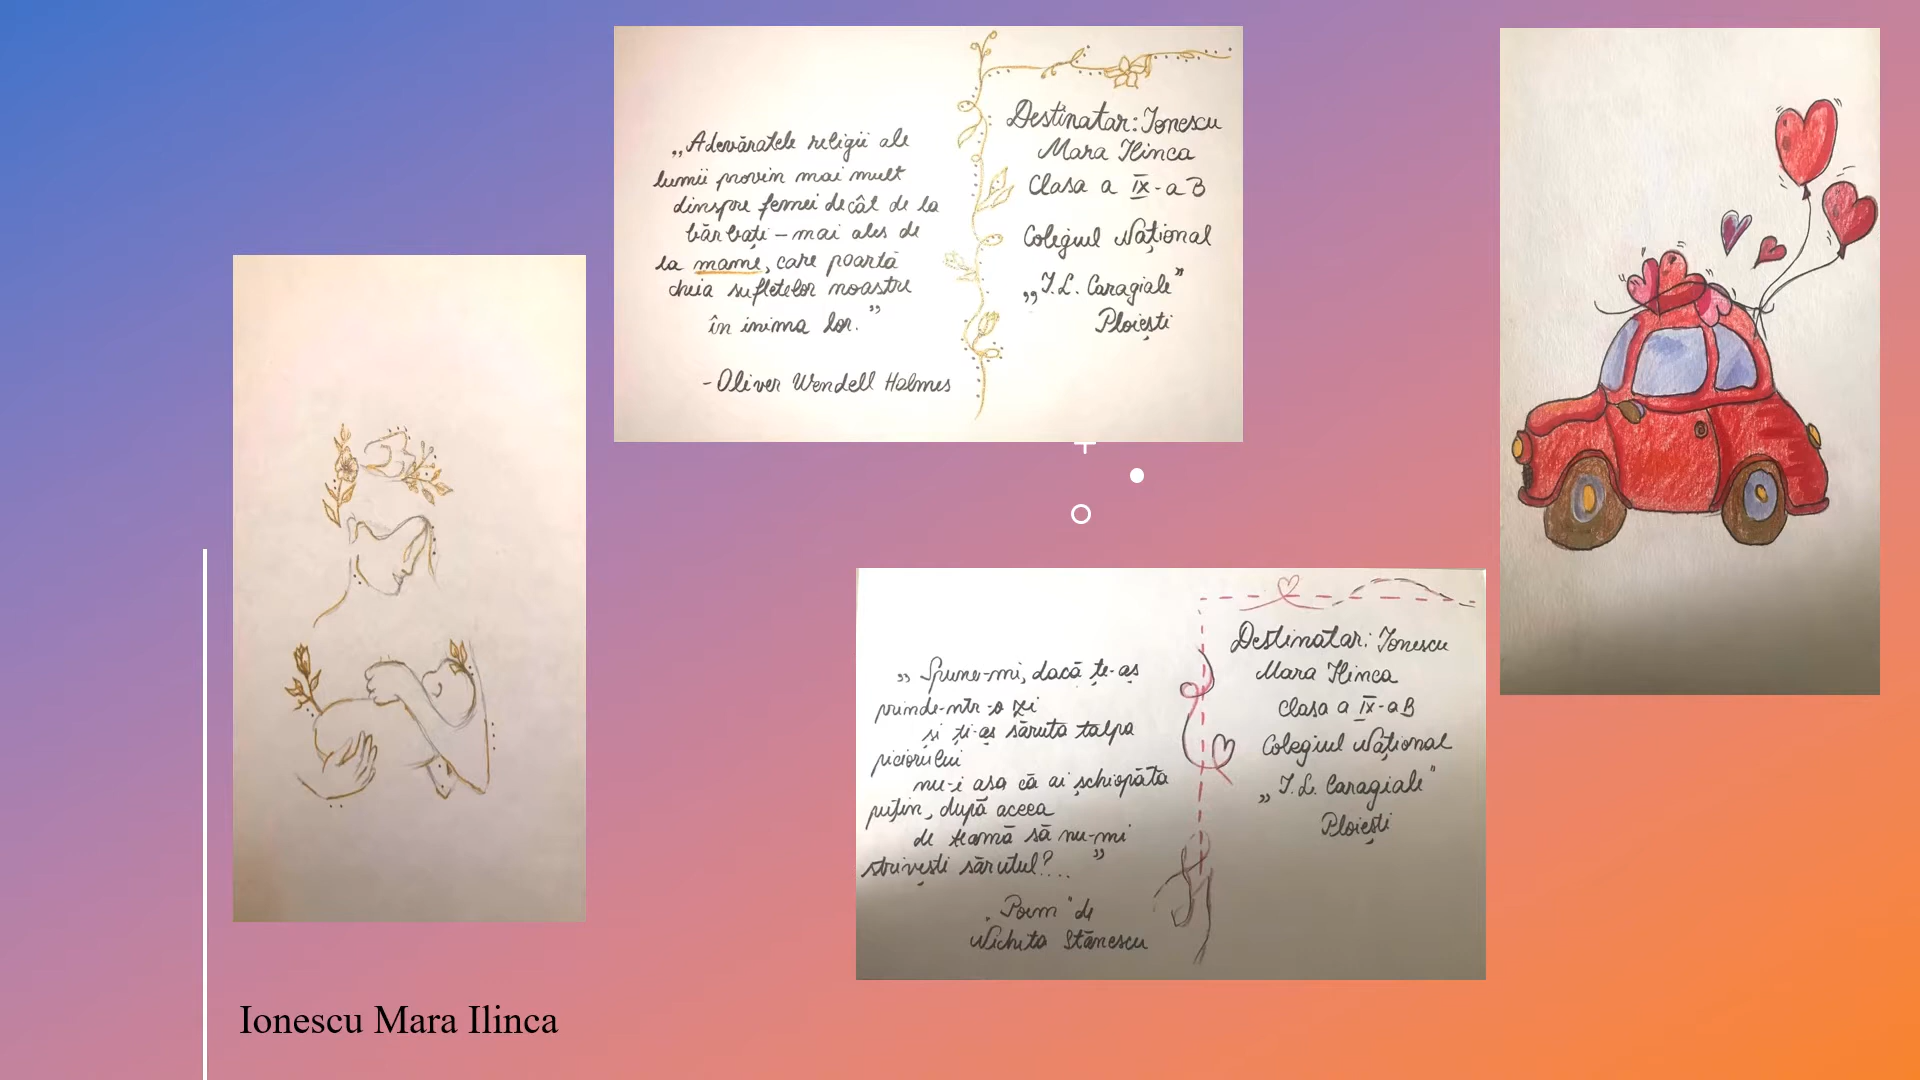 „Adevăratele religii ale
lumii provin mai mult
dinspre femei decât de la
bărbați – mai ales de
la mame, care poartă
cheia sufletelor noastre
în inima lor."
- Oliver Wendell Holmes
Destinatar: Ionescu
Mara Ilinca
Clasa a IX-a B
Colegiul Național
„I.L. Caragiale"
Ploiești
„Spune-mi, dacă te-aș
prinde-ntr-o zi
și ți-aș săruta talpa
piciorului
nu-i așa că ai șchiopăta
puțin, după aceea
de teamă să nu-mi
strivești sărutul?..."
„Poem" de
Nichita Stănescu
Destinatar: Ionescu
Mara Ilinca
Clasa a IX-a B
Colegiul Național
„I.L. Caragiale"
Ploiești
Ionescu Mara Ilinca